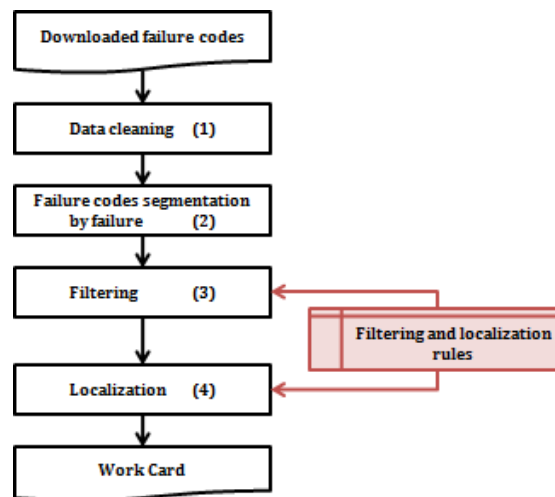 Downloaded failure codes
Data cleaning (1)
Failure codes segmentation
by failure (2)
Filtering (3)
Filtering and localization
rules
Localization (4)
Work Card